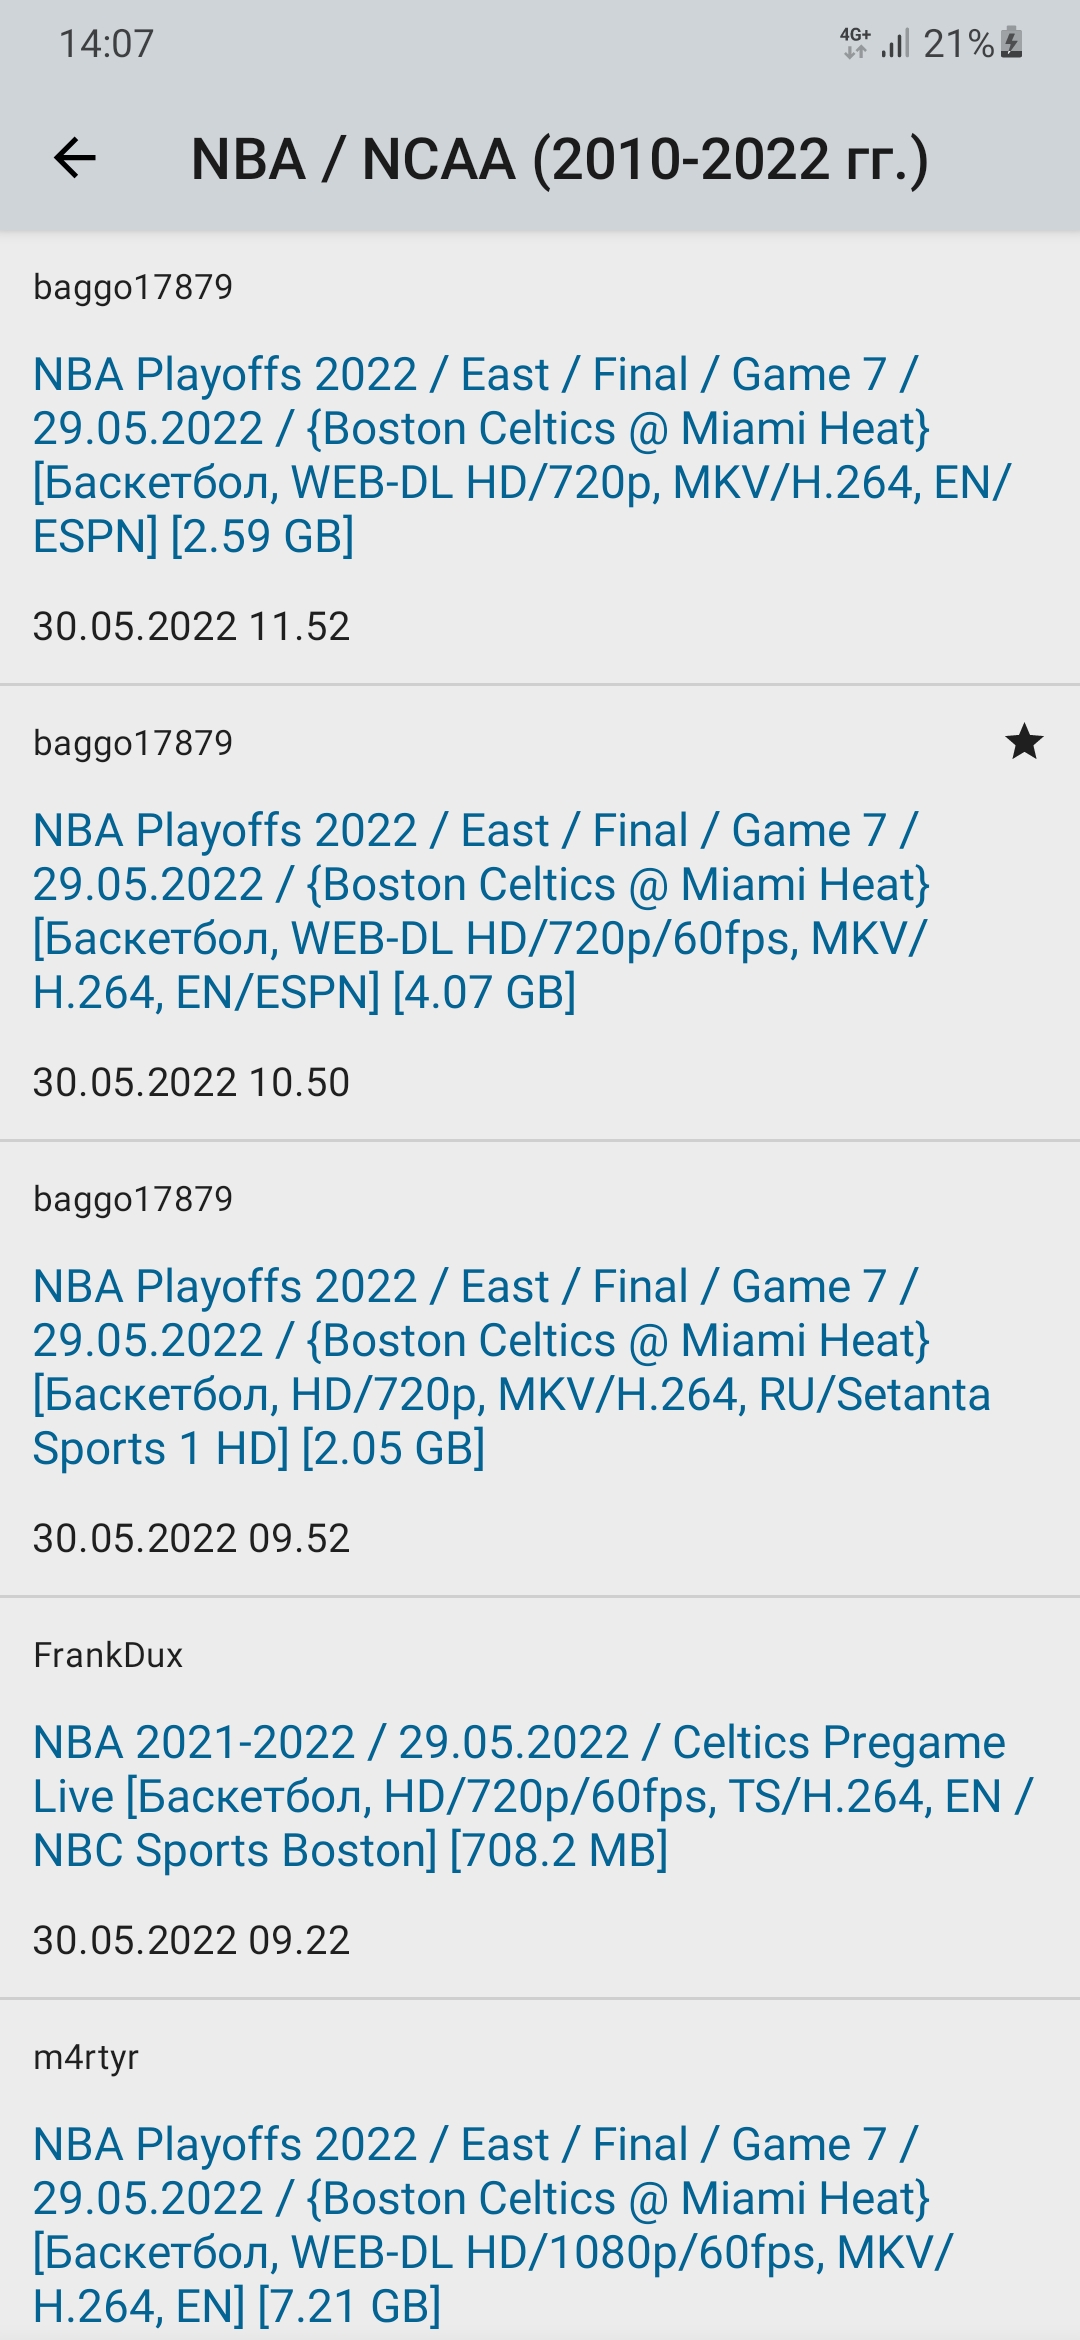 14:07
4G+ 21%
NBA / NCAA (2010-2022 гг.)
baggo17879
NBA Playoffs 2022 / East / Final / Game 7 /
29.05.2022 / {Boston Celtics @ Miami Heat}
[Баскетбол, WEB-DL HD/720p, MKV/H.264, EN/
ESPN] [2.59 GB]
30.05.2022 11.52
baggo17879
NBA Playoffs 2022 / East / Final / Game 7 /
29.05.2022 / {Boston Celtics @ Miami Heat}
[Баскетбол, WEB-DL HD/720p/60fps, MKV/
H.264, EN/ESPN] [4.07 GB]
30.05.2022 10.50
baggo17879
NBA Playoffs 2022 / East / Final / Game 7 /
29.05.2022 / {Boston Celtics @ Miami Heat}
[Баскетбол, HD/720p, MKV/H.264, RU/Setanta
Sports 1 HD] [2.05 GB]
30.05.2022 09.52
FrankDux
NBA 2021-2022 / 29.05.2022 / Celtics Pregame
Live [Баскетбол, HD/720p/60fps, TS/H.264, EN /
NBC Sports Boston] [708.2 MB]
30.05.2022 09.22
m4rtyr
NBA Playoffs 2022 / East / Final / Game 7 /
29.05.2022 / {Boston Celtics @ Miami Heat}
[Баскетбол, WEB-DL HD/1080p/60fps, MKV/
H.264, EN] [7.21 GB]